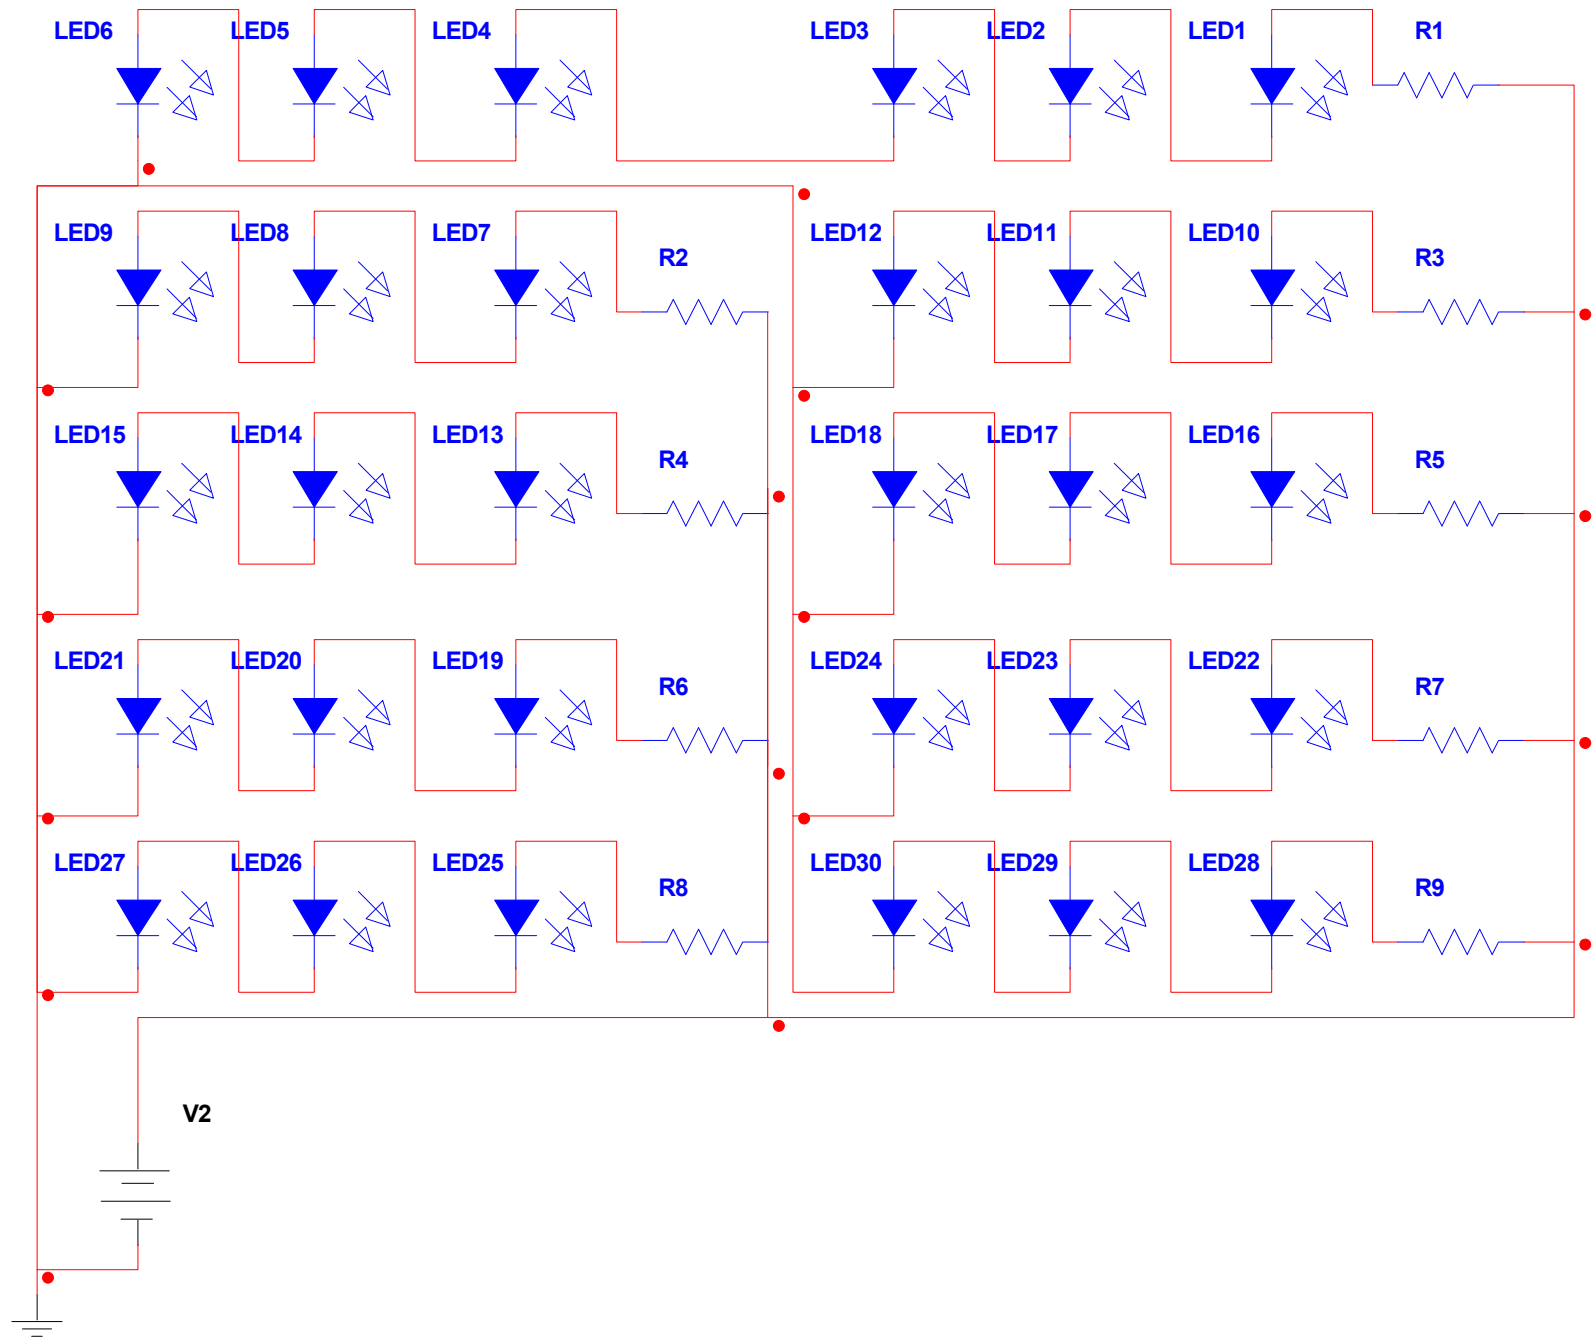 LED6 LED5 LED4 LED3 LED2 LED1 R1
LED9 LED8 LED7 R2 LED12 LED11 LED10 R3
LED15 LED14 LED13 R4 LED18 LED17 LED16 R5
LED21 LED20 LED19 R6 LED24 LED23 LED22 R7
LED27 LED26 LED25 R8 LED30 LED29 LED28 R9
V2